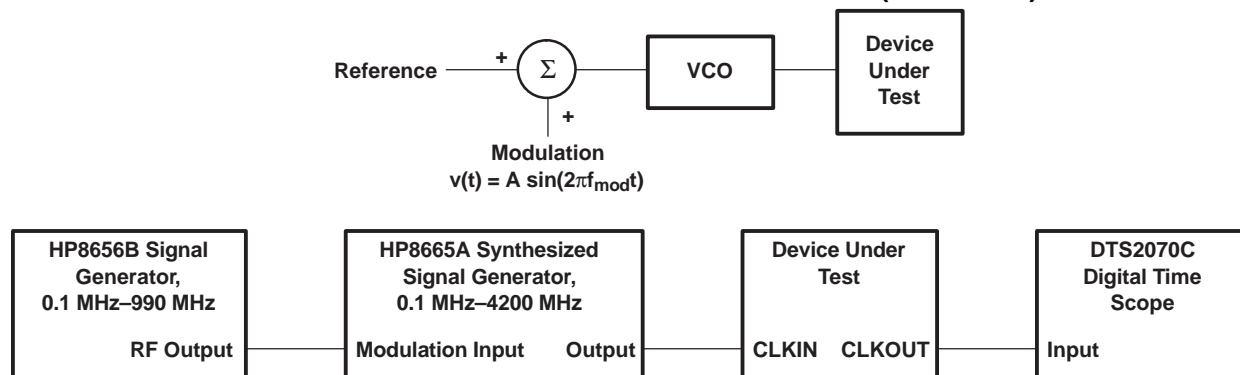 Reference
+
Σ
+
VCO
Device
Under
Test
Modulation
v(t) = A sin(2πfmodt)
HP8656B Signal
Generator,
0.1 MHz–990 MHz
RF Output
HP8665A Synthesized
Signal Generator,
0.1 MHz–4200 MHz
Modulation Input
Output
Device Under
Test
CLKIN
CLKOUT
DTS2070C
Digital Time
Scope
Input